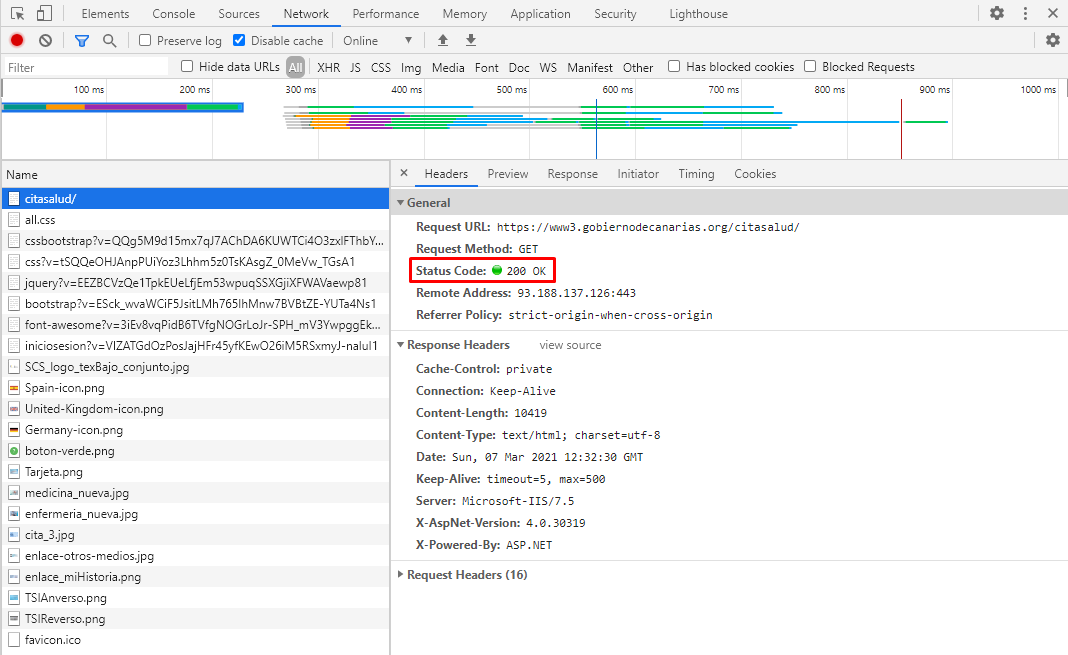 Elements Console Sources Network Performance Memory Application Security Lighthouse
Preserve log Disable cache Online
Filter Hide data URLs All XHR JS CSS Img Media Font Doc WS Manifest Other Has blocked cookies Blocked Requests
100 ms 200 ms 300 ms 400 ms 500 ms 600 ms 700 ms 800 ms 900 ms 1000 ms
Name
citasalud/
all.css
cssbootstrap?v=QQg5M9d15mx7qJ7AChDA6KUWTCi4O3zxlFThbY...
css?v=tSQQeOHJAnpPUiYoz3Lhhm5z0TsKAsgZ_0MeVw_TGsA1
jquery?v=EEZBCVzQe1TpkEUeLfjEm53wpuqSSXGjiXFWAVaewp81
bootstrap?v=ESck_wvaWCiF5JsitLMh765lhMnw7BVBtZE-YUTa4Ns1
font-awesome?v=3iEv8vqPidB6TVfgNOGrLoJr-SPH_mV3YwpggEk...
iniciosesion?v=VIZATGdOzPosJajHFr45yfKEwO26iM5RSxmyJ-naluI1
SCS_logo_texBajo_conjunto.jpg
Spain-icon.png
United-Kingdom-icon.png
Germany-icon.png
boton-verde.png
Tarjeta.png
medicina_nueva.jpg
enfermeria_nueva.jpg
cita_3.jpg
enlace-otros-medios.jpg
enlace_miHistoria.png
TSIAnverso.png
TSIReverso.png
favicon.ico
Headers Preview Response Initiator Timing Cookies
General
Request URL: https://www3.gobiernodecanarias.org/citasalud/
Request Method: GET
Status Code: 200 OK
Remote Address: 93.188.137.126:443
Referrer Policy: strict-origin-when-cross-origin
Response Headers view source
Cache-Control: private
Connection: Keep-Alive
Content-Length: 10419
Content-Type: text/html; charset=utf-8
Date: Sun, 07 Mar 2021 12:32:30 GMT
Keep-Alive: timeout=5, max=500
Server: Microsoft-IIS/7.5
X-AspNet-Version: 4.0.30319
X-Powered-By: ASP.NET
Request Headers (16)